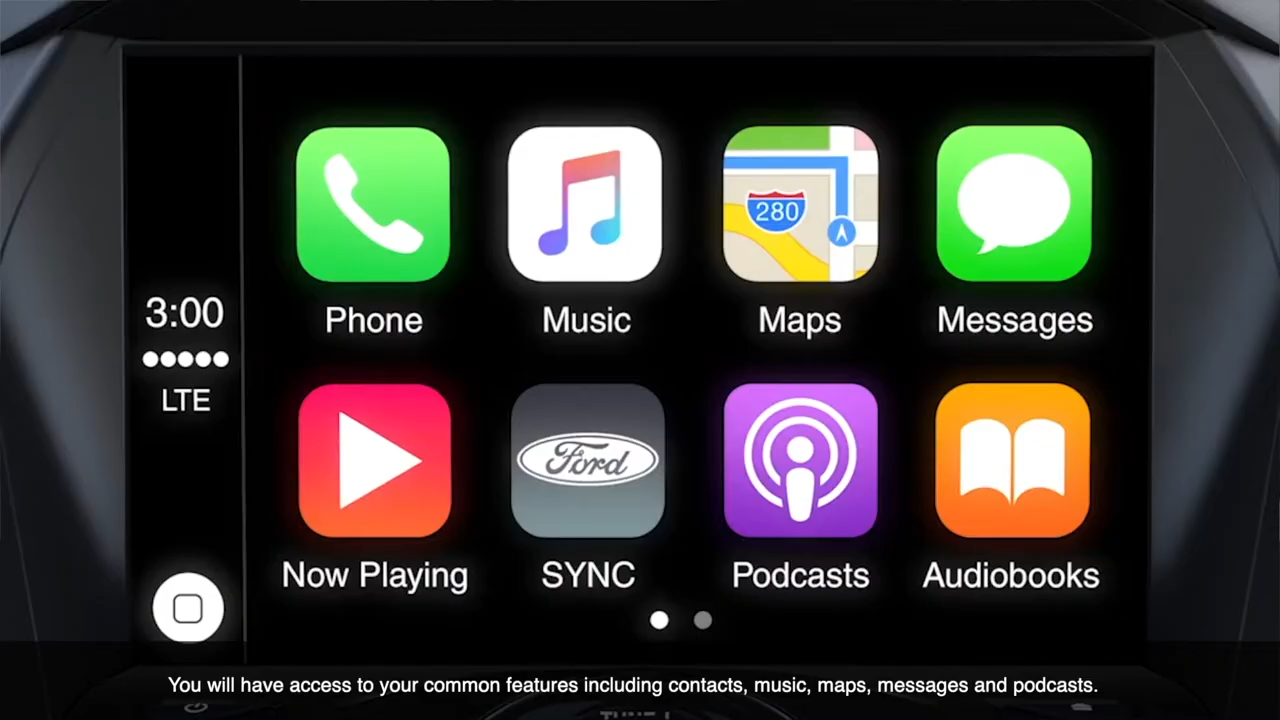 3:00
LTE
280
Phone
Music
Maps
Messages
Ford
Now Playing
SYNC
Podcasts
Audiobooks
You will have access to your common features including contacts, music, maps, messages and podcasts.